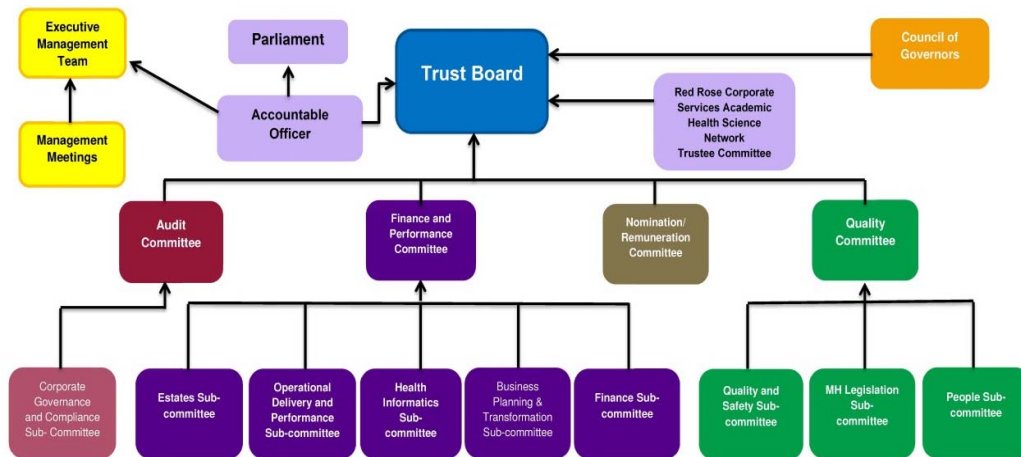 Executive
Management
Team
Parliament
Trust Board
Council of
Governors
Accountable
Officer
Red Rose Corporate
Services Academic
Health Science
Network
Trustee Committee
Management
Meetings
Audit
Committee
Finance and
Performance
Committee
Nomination/
Remuneration
Committee
Quality
Committee
Corporate
Governance
and Compliance
Sub- Committee
Estates Sub-
committee
Operational
Delivery and
Performance
Sub-committee
Health
Informatics
Sub-
committee
Business
Planning &
Transformation
Sub-committee
Finance Sub-
committee
Quality and
Safety Sub-
committee
MH Legislation
Sub-
committee
People Sub-
committee